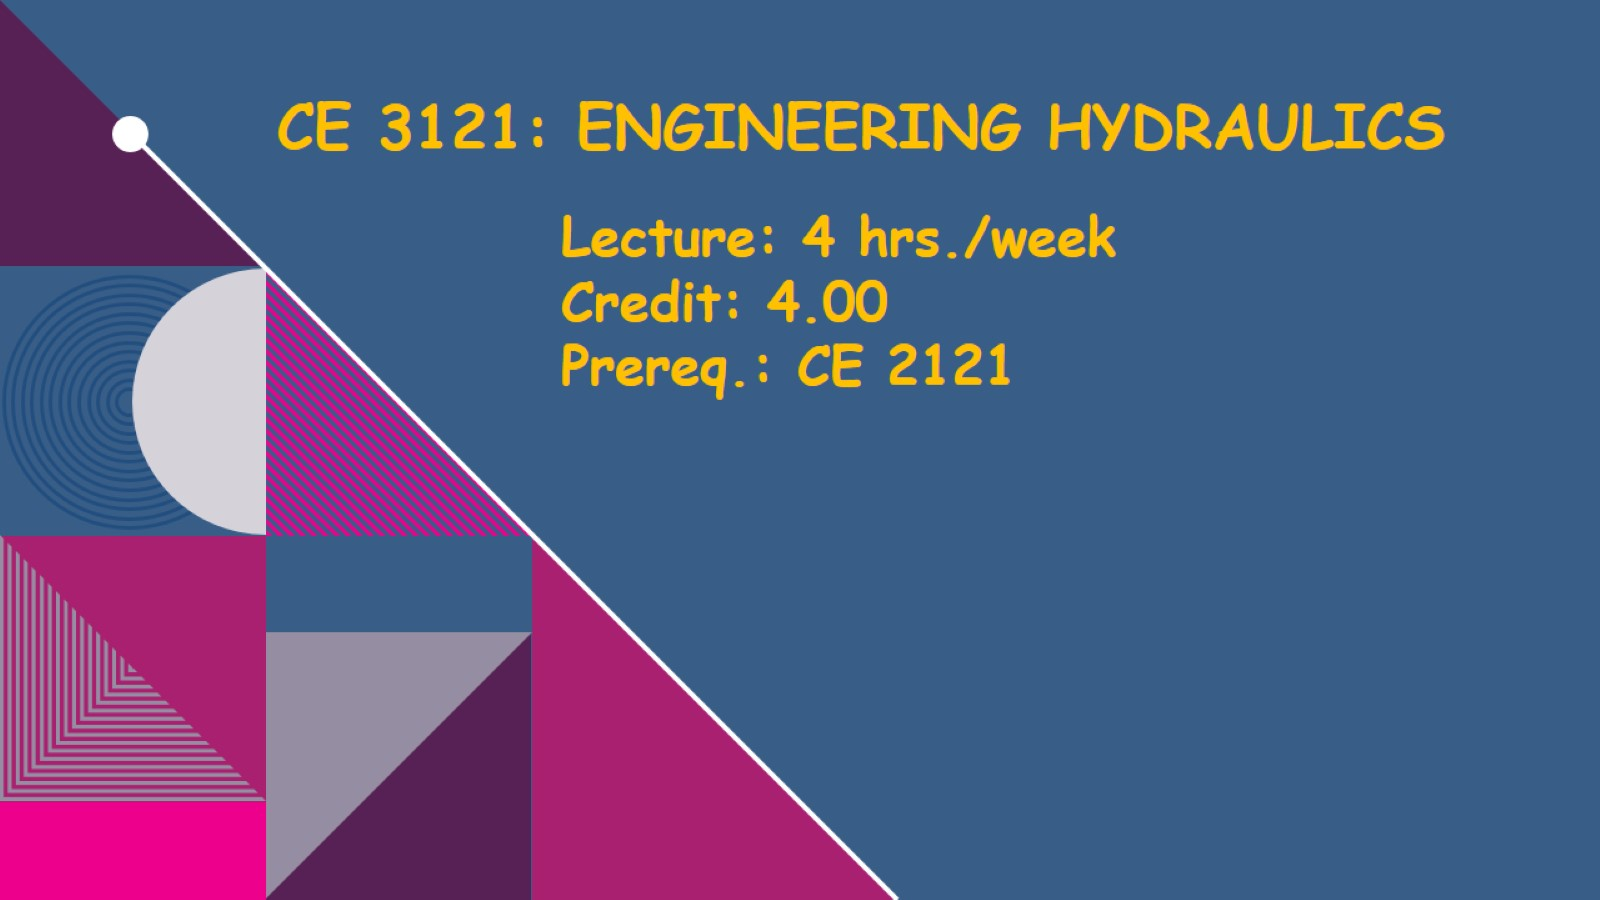 CE 3121: ENGINEERING HYDRAULICS
Lecture: 4 hrs./week
Credit: 4.00
Prereq.: CE 2121